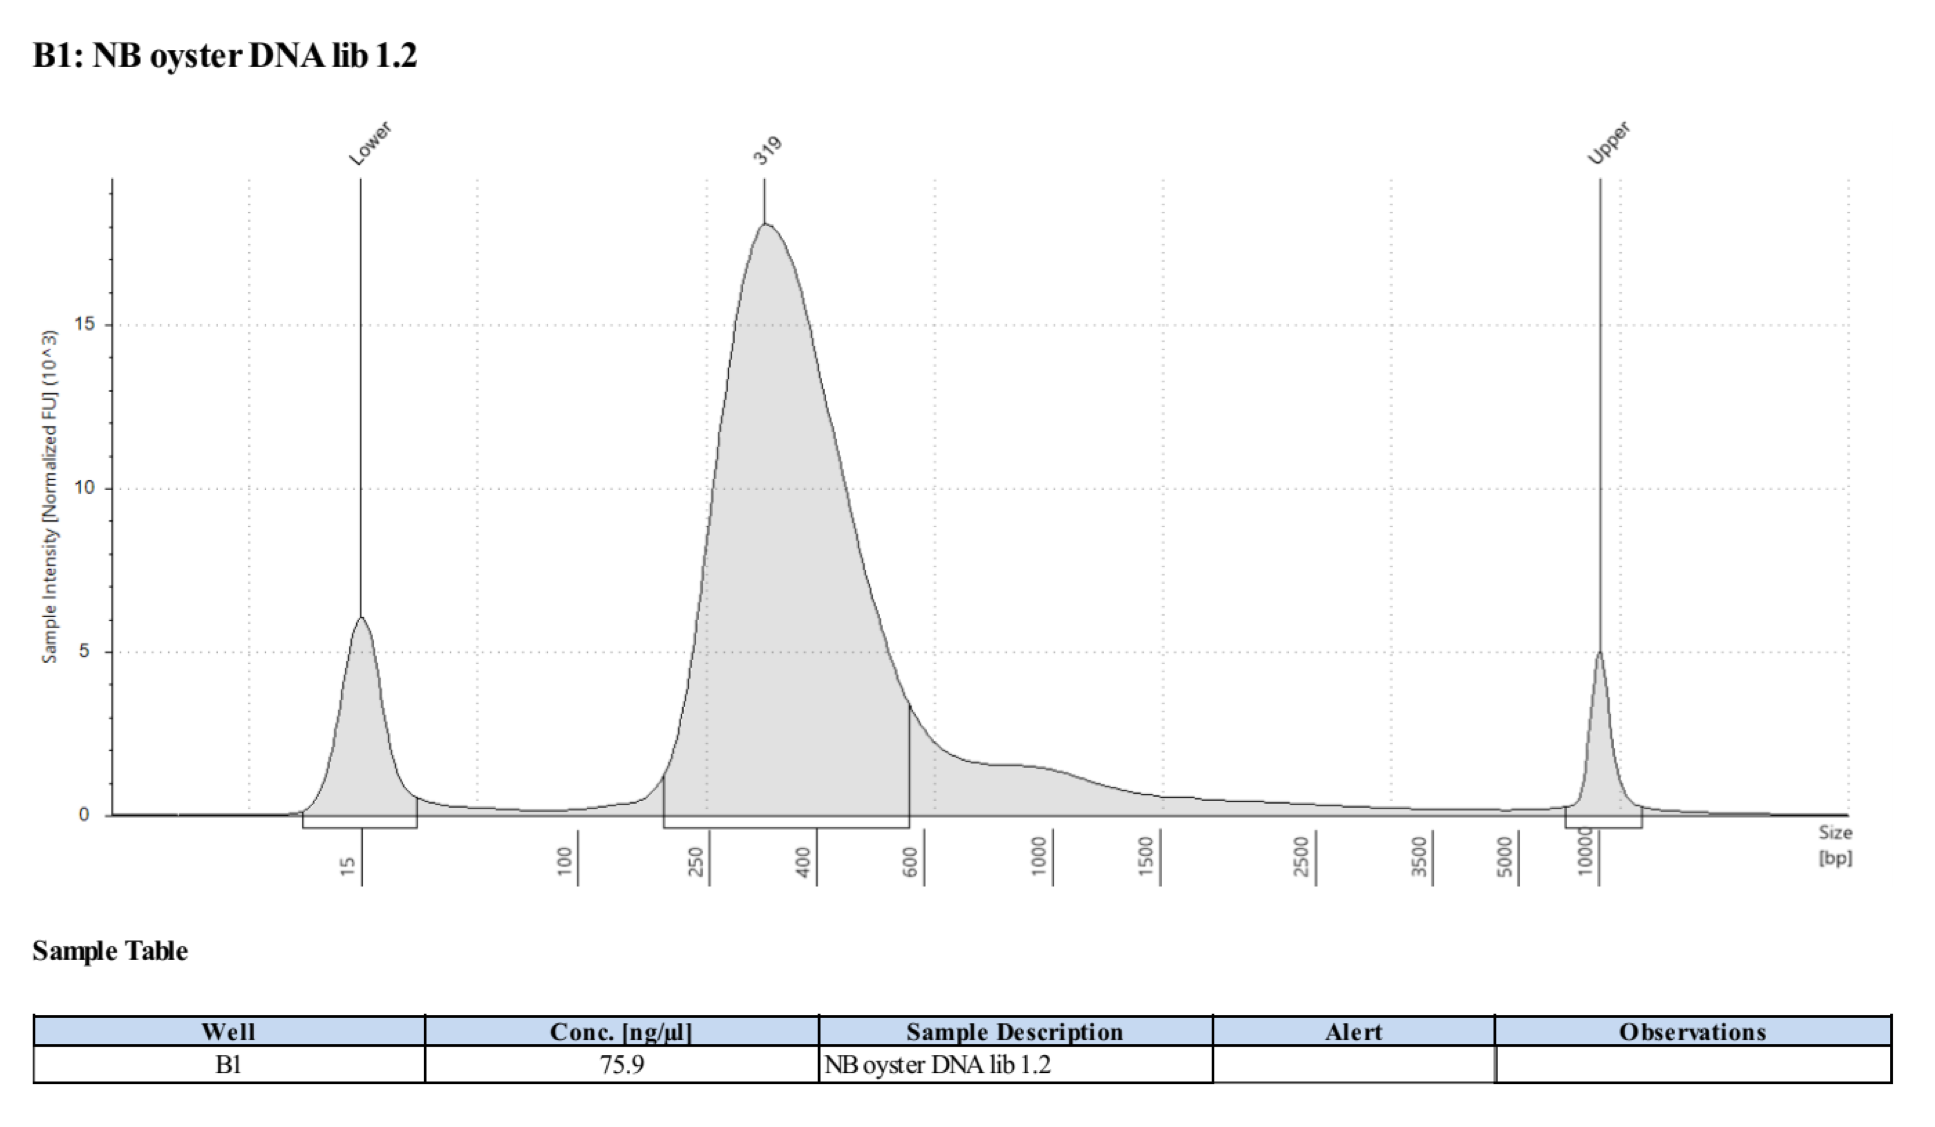 B1: NB oyster DNA lib 1.2
Lower
319
Upper
Sample Intensity [Normalized FU] (10^3)
15
10
5
0
15
100
250
400
600
1000
1500
2500
3500
5000
10000
Size
[bp]
Sample Table
Well Conc. [ng/µl] Sample Description Alert Observations
B1 75.9 NB oyster DNA lib 1.2